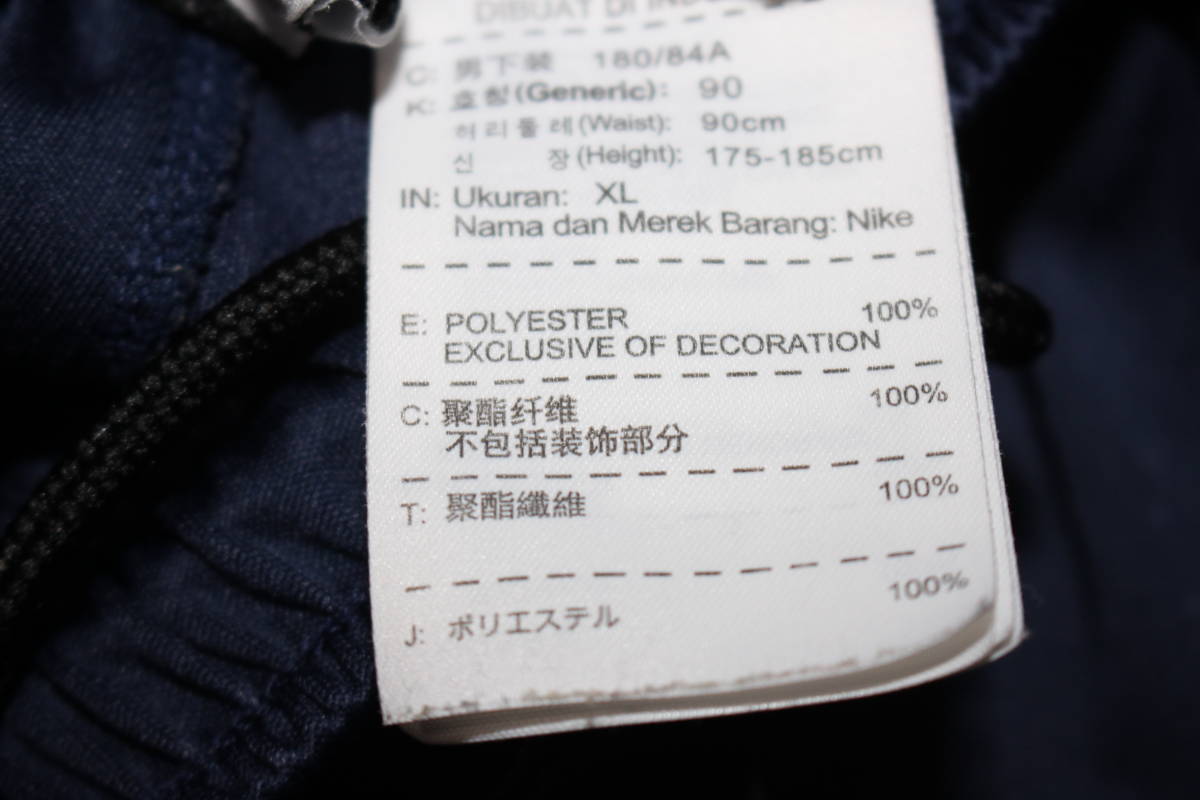 DIBUAT DI INDO
C: 男下装 180/84A
K: 호칭(Generic): 90
허리둘레(Waist): 90cm
신 장(Height): 175-185cm
IN: Ukuran: XL
Nama dan Merek Barang: Nike
E: POLYESTER 100%
EXCLUSIVE OF DECORATION
C: 聚酯纤维 100%
不包括装饰部分
T: 聚酯纖維 100%
J: ポリエステル 100%